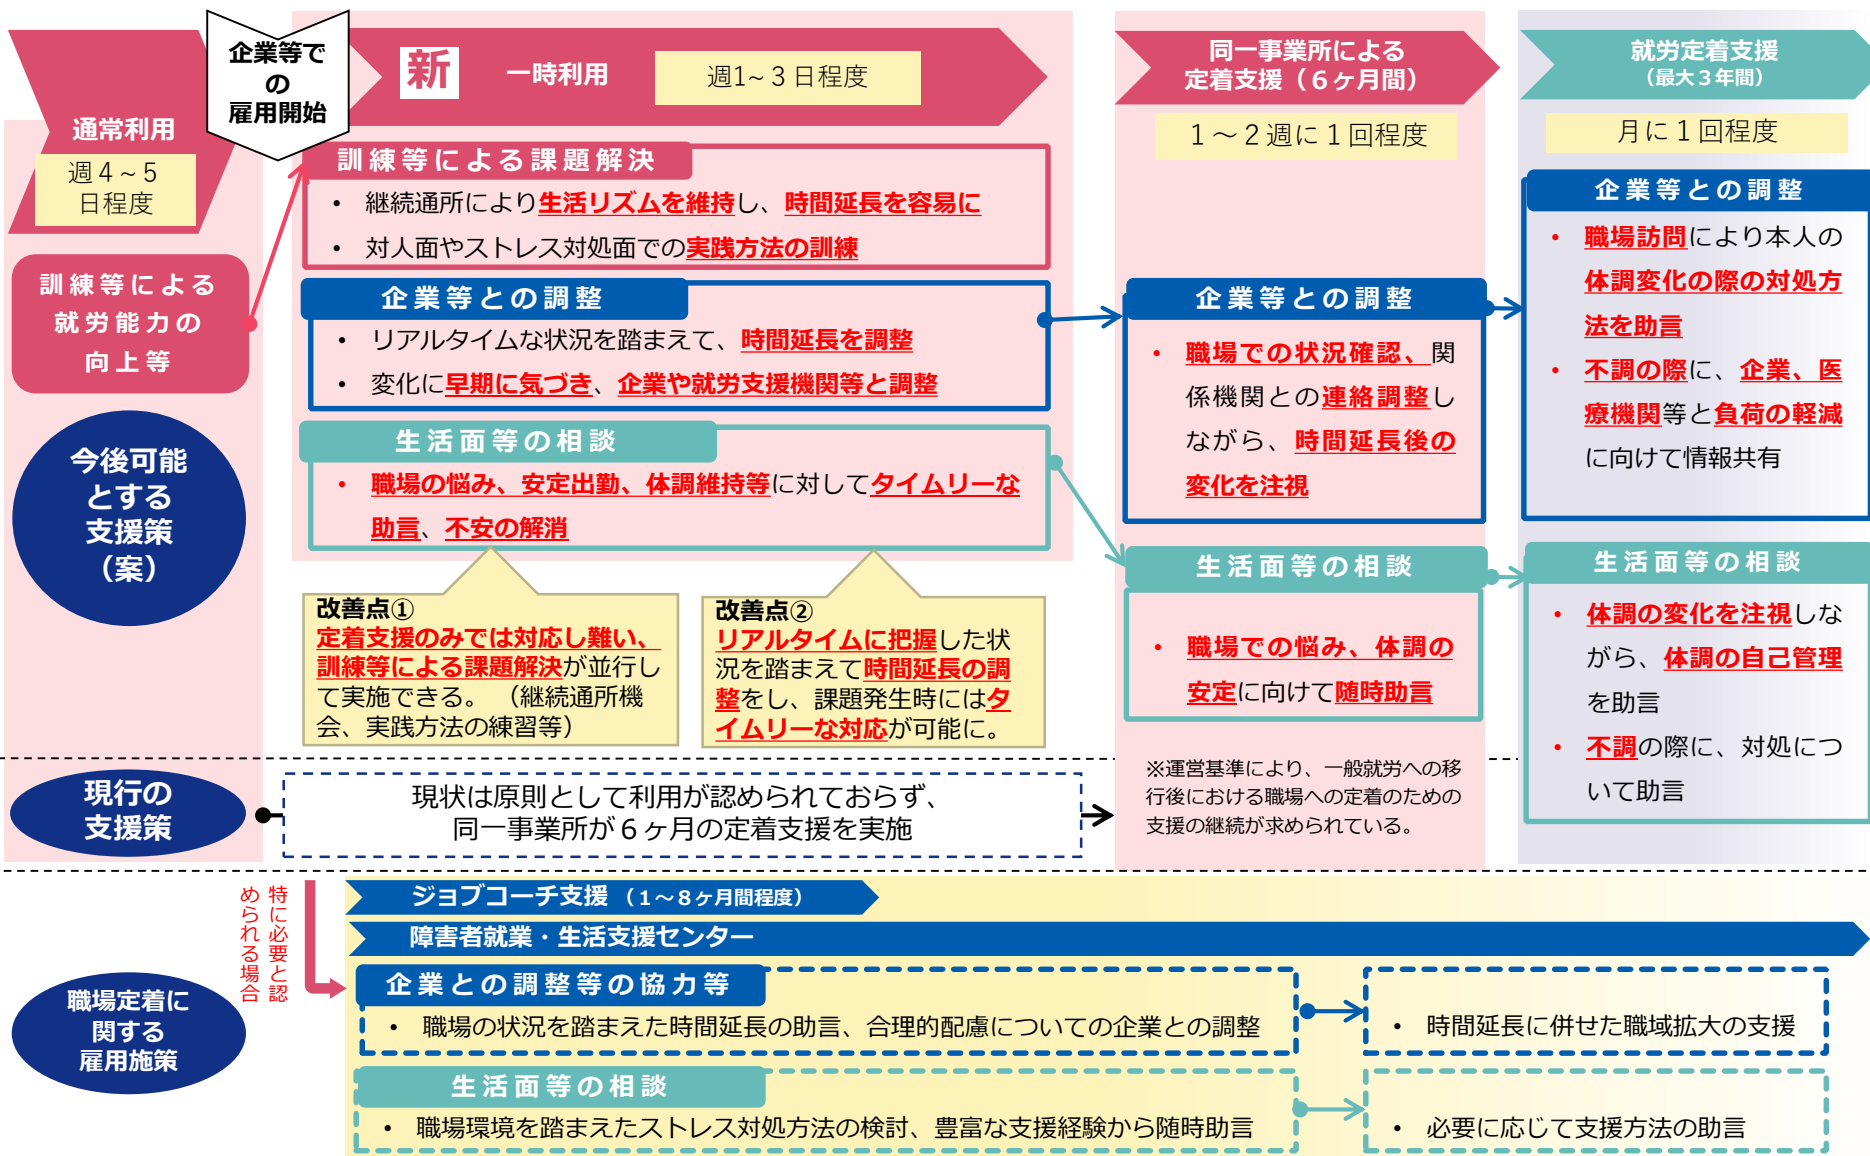 通常利用
週４～５
日程度
企業等で
の
雇用開始
新
一時利用
週1～３日程度
同一事業所による
定着支援（６ヶ月間）
１～２週に１回程度
就労定着支援
（最大３年間）
月に１回程度
訓練等による
就労能力の
向上等
訓練等による課題解決
• 継続通所により生活リズムを維持し、時間延長を容易に
• 対人面やストレス対処面での実践方法の訓練
企業等との調整
• リアルタイムな状況を踏まえて、時間延長を調整
• 変化に早期に気づき、企業や就労支援機関等と調整
生活面等の相談
• 職場の悩み、安定出勤、体調維持等に対してタイムリーな
助言、不安の解消
企業等との調整
• 職場での状況確認、関
係機関との連絡調整し
ながら、時間延長後の
変化を注視
生活面等の相談
• 職場での悩み、体調の
安定に向けて随時助言
企業等との調整
• 職場訪問により本人の
体調変化の際の対処方
法を助言
• 不調の際に、企業、医
療機関等と負荷の軽減
に向けて情報共有
生活面等の相談
• 体調の変化を注視しな
がら、体調の自己管理
を助言
• 不調の際に、対処につ
いて助言
今後可能
とする
支援策
（案）
改善点①
定着支援のみでは対応し難い、
訓練等による課題解決が並行し
て実施できる。（継続通所機
会、実践方法の練習等）
改善点②
リアルタイムに把握した状
況を踏まえて時間延長の調
整をし、課題発生時にはタ
イムリーな対応が可能に。
現行の
支援策
現状は原則として利用が認められておらず、
同一事業所が６ヶ月の定着支援を実施
※運営基準により、一般就労への移
行後における職場への定着のための
支援の継続が求められている。
特に必要と認
められる場合
職場定着に
関する
雇用施策
ジョブコーチ支援（１～８ヶ月間程度）
障害者就業・生活支援センター
企業との調整等の協力等
• 職場の状況を踏まえた時間延長の助言、合理的配慮についての企業との調整
• 時間延長に併せた職域拡大の支援
生活面等の相談
• 職場環境を踏まえたストレス対処方法の検討、豊富な支援経験から随時助言
• 必要に応じて支援方法の助言